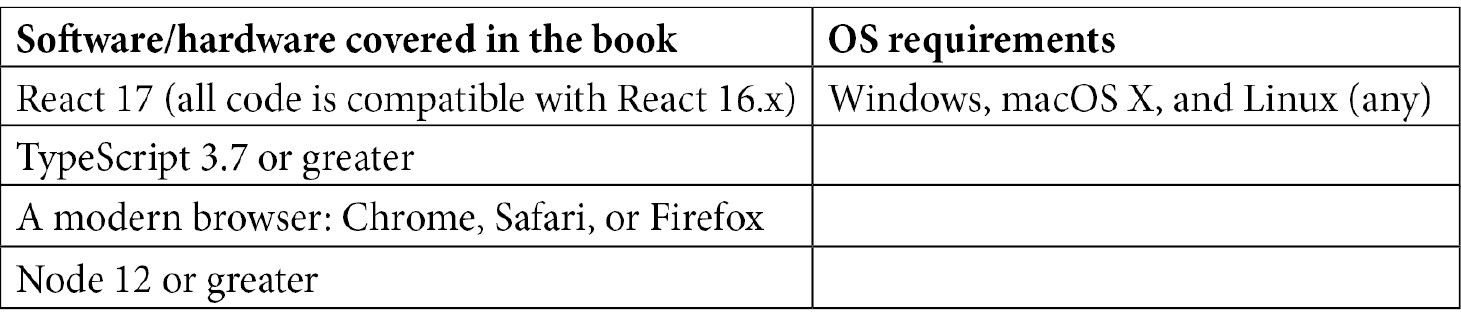 Software/hardware covered in the book OS requirements
React 17 (all code is compatible with React 16.x) Windows, macOS X, and Linux (any)
TypeScript 3.7 or greater
A modern browser: Chrome, Safari, or Firefox
Node 12 or greater